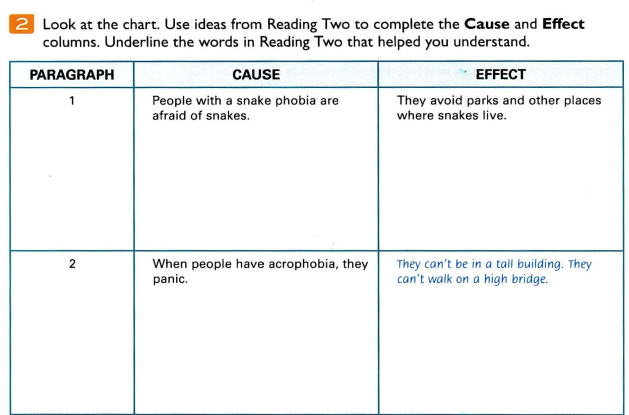 2 Look at the chart. Use ideas from Reading Two to complete the Cause and Effect
columns. Underline the words in Reading Two that helped you understand.
PARAGRAPH CAUSE EFFECT
1 People with a snake phobia are They avoid parks and other places
afraid of snakes. where snakes live.
2 When people have acrophobia, they They can't be in a tall building. They
panic. can't walk on a high bridge.